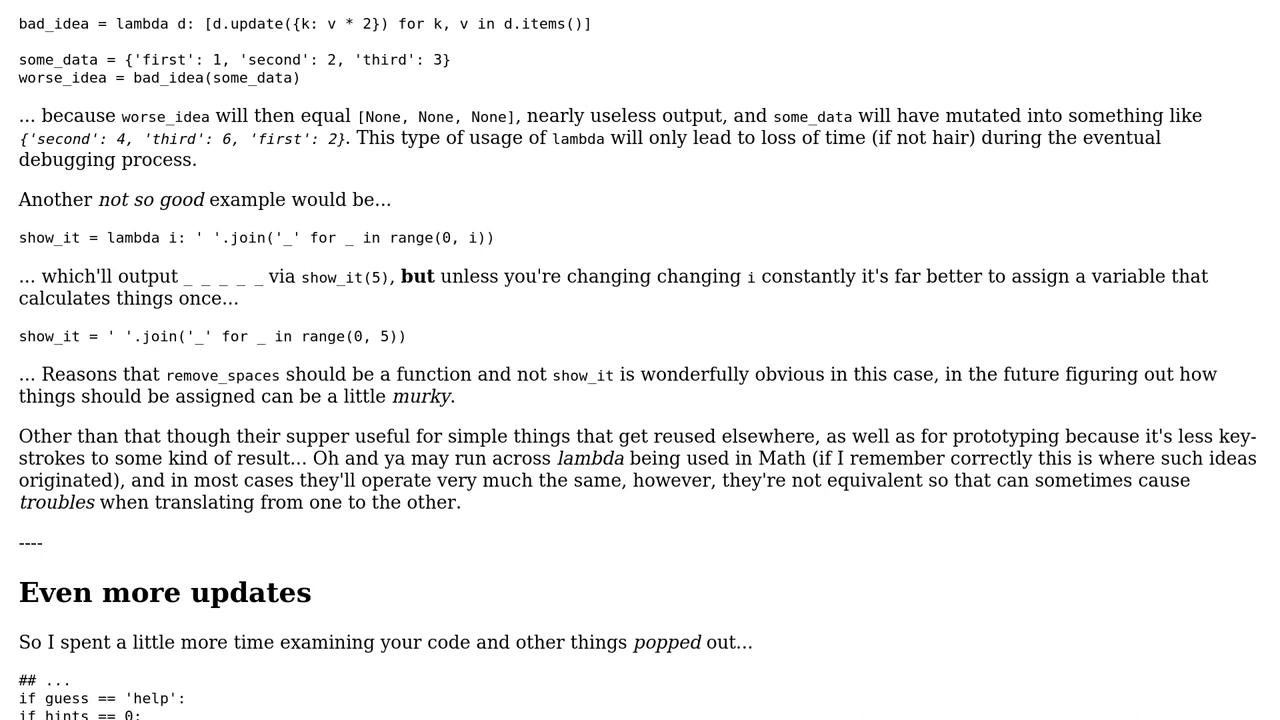 bad_idea = lambda d: [d.update({k: v * 2}) for k, v in d.items()]
some_data = {'first': 1, 'second': 2, 'third': 3}
worse_idea = bad_idea(some_data)
... because worse_idea will then equal [None, None, None], nearly useless output, and some_data will have mutated into something like
{'second': 4, 'third': 6, 'first': 2}. This type of usage of lambda will only lead to loss of time (if not hair) during the eventual
debugging process.
Another not so good example would be...
show_it = lambda i: ' '.join('_' for _ in range(0, i))
... which'll output _ _ _ _ _ via show_it(5), but unless you're changing changing i constantly it's far better to assign a variable that
calculates things once...
show_it = ' '.join('_' for _ in range(0, 5))
... Reasons that remove_spaces should be a function and not show_it is wonderfully obvious in this case, in the future figuring out how
things should be assigned can be a little murky.
Other than that though their supper useful for simple things that get reused elsewhere, as well as for prototyping because it's less key-
strokes to some kind of result... Oh and ya may run across lambda being used in Math (if I remember correctly this is where such ideas
originated), and in most cases they'll operate very much the same, however, they're not equivalent so that can sometimes cause
troubles when translating from one to the other.
----
Even more updates
So I spent a little more time examining your code and other things popped out...
## ...
if guess == 'help':
if hints == 0: